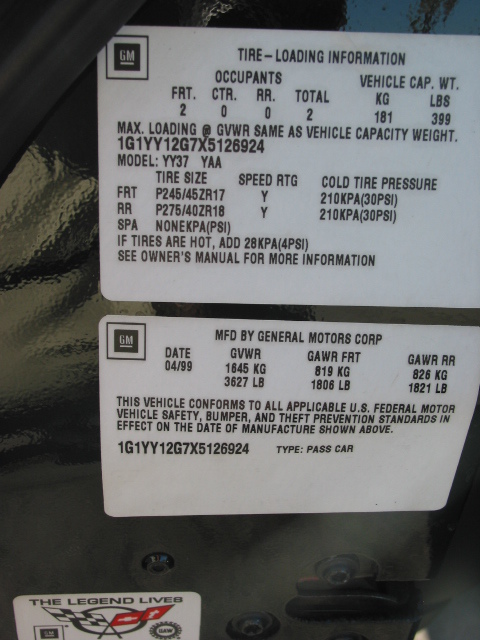 GM
TIRE-LOADING INFORMATION
OCCUPANTS VEHICLE CAP. WT.
FRT. CTR. RR. TOTAL KG LBS
2 0 0 2 181 399
MAX. LOADING @ GVWR SAME AS VEHICLE CAPACITY WEIGHT.
1G1YY12G7X5126924
MODEL: YY37 YAA
TIRE SIZE SPEED RTG COLD TIRE PRESSURE
FRT P245/45ZR17 Y 210KPA(30PSI)
RR P275/40ZR18 Y 210KPA(30PSI)
SPA NONEKPA(PSI)
IF TIRES ARE HOT, ADD 28KPA(4PSI)
SEE OWNER'S MANUAL FOR MORE INFORMATION
GM
MFD BY GENERAL MOTORS CORP
DATE GVWR GAWR FRT GAWR RR
04/99 1645 KG 819 KG 826 KG
3627 LB 1806 LB 1821 LB
THIS VEHICLE CONFORMS TO ALL APPLICABLE U.S. FEDERAL MOTOR
VEHICLE SAFETY, BUMPER, AND THEFT PREVENTION STANDARDS IN
EFFECT ON THE DATE OF MANUFACTURE SHOWN ABOVE.
1G1YY12G7X5126924 TYPE: PASS CAR
THE LEGEND LIVES
GM
UAW